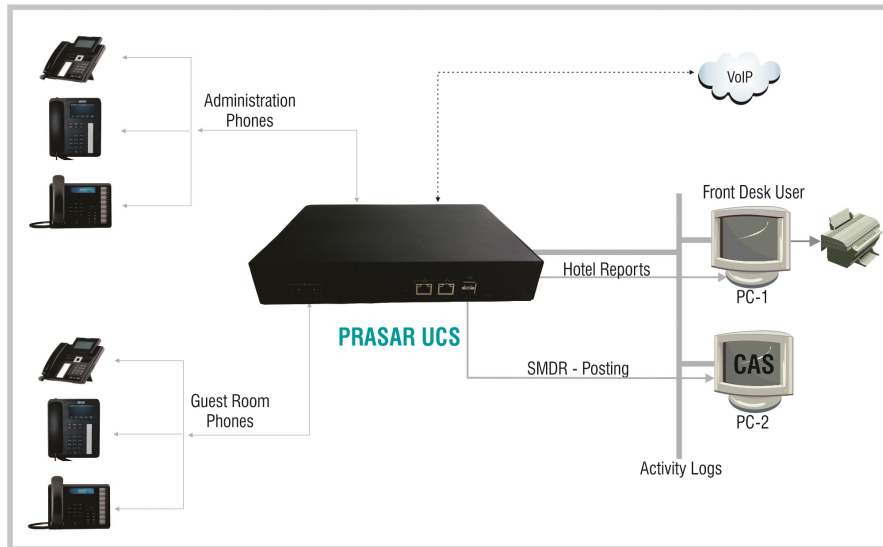 VoIP
Administration
Phones
Front Desk User
Hotel Reports
PC-1
PRASAR UCS
SMDR - Posting
CAS
Guest Room
Phones
PC-2
Activity Logs